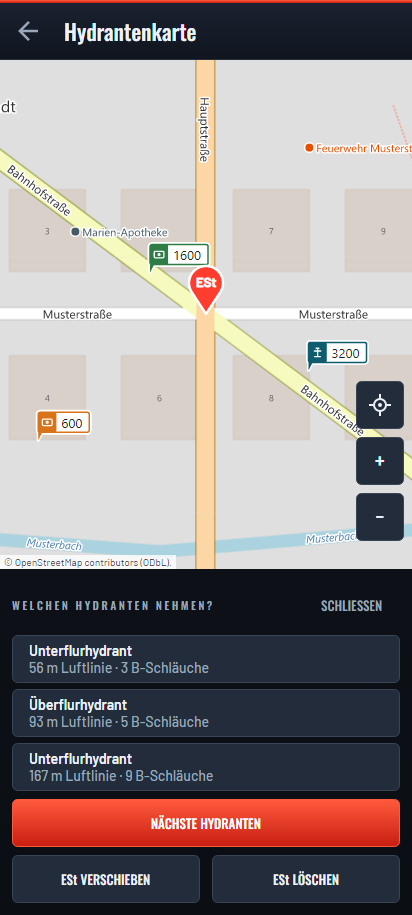 Hydrantenkarte
dt
Hauptstraße
Feuerwehr Musterst
Bahnhofstraße
3
Marien-Apotheke
7
9
1600
ESt
Musterstraße
Musterstraße
3200
4
6
8
Bahnhofstraße
600
+
−
Musterbach
Musterbac
© OpenStreetMap contributors (ODbL).
WELCHEN HYDRANTEN NEHMEN?
SCHLIESSEN
Unterflurhydrant
56 m Luftlinie · 3 B-Schläuche
Überflurhydrant
93 m Luftlinie · 5 B-Schläuche
Unterflurhydrant
167 m Luftlinie · 9 B-Schläuche
NÄCHSTE HYDRANTEN
ESt VERSCHIEBEN
ESt LÖSCHEN